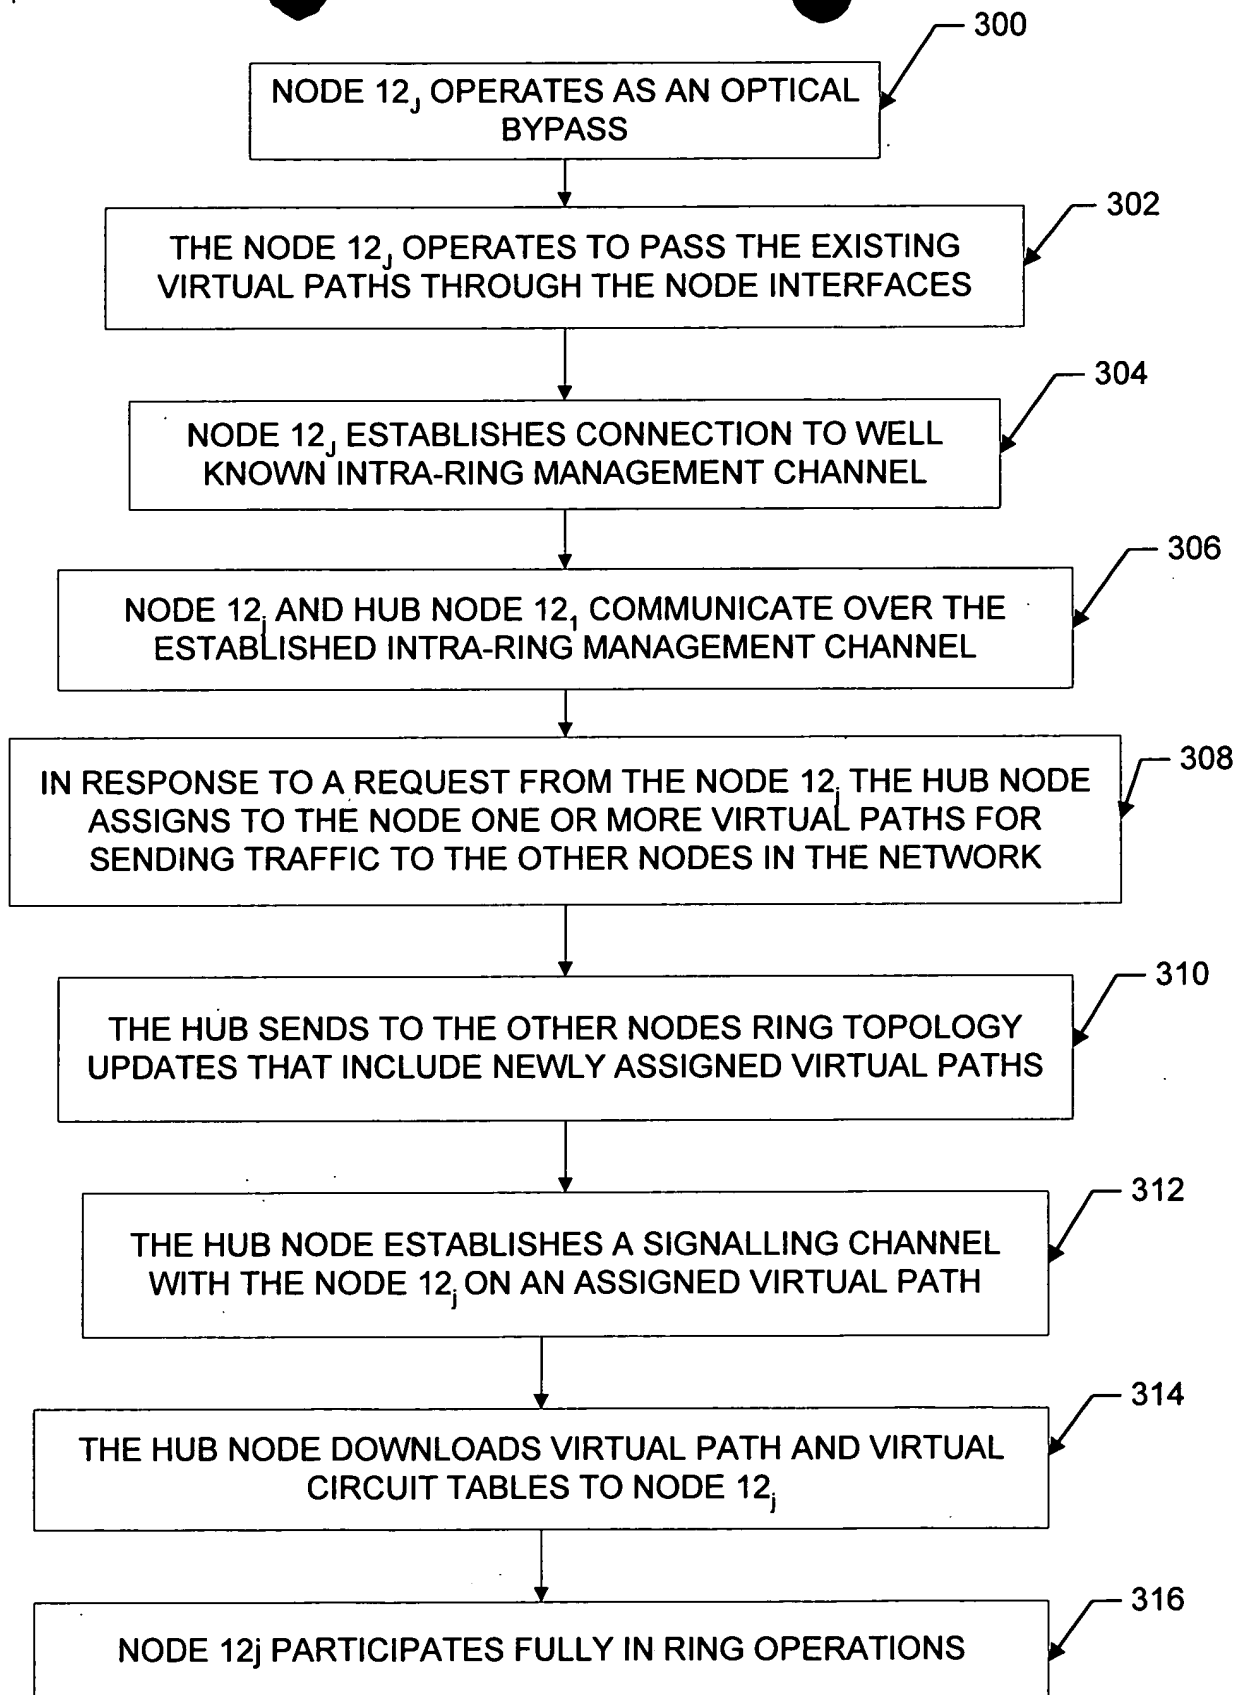 300
NODE 12J OPERATES AS AN OPTICAL
BYPASS
302
THE NODE 12J OPERATES TO PASS THE EXISTING
VIRTUAL PATHS THROUGH THE NODE INTERFACES
304
NODE 12J ESTABLISHES CONNECTION TO WELL
KNOWN INTRA-RING MANAGEMENT CHANNEL
306
NODE 12j AND HUB NODE 121 COMMUNICATE OVER THE
ESTABLISHED INTRA-RING MANAGEMENT CHANNEL
308
IN RESPONSE TO A REQUEST FROM THE NODE 12j THE HUB NODE
ASSIGNS TO THE NODE ONE OR MORE VIRTUAL PATHS FOR
SENDING TRAFFIC TO THE OTHER NODES IN THE NETWORK
310
THE HUB SENDS TO THE OTHER NODES RING TOPOLOGY
UPDATES THAT INCLUDE NEWLY ASSIGNED VIRTUAL PATHS
312
THE HUB NODE ESTABLISHES A SIGNALLING CHANNEL
WITH THE NODE 12j ON AN ASSIGNED VIRTUAL PATH
314
THE HUB NODE DOWNLOADS VIRTUAL PATH AND VIRTUAL
CIRCUIT TABLES TO NODE 12j
316
NODE 12j PARTICIPATES FULLY IN RING OPERATIONS